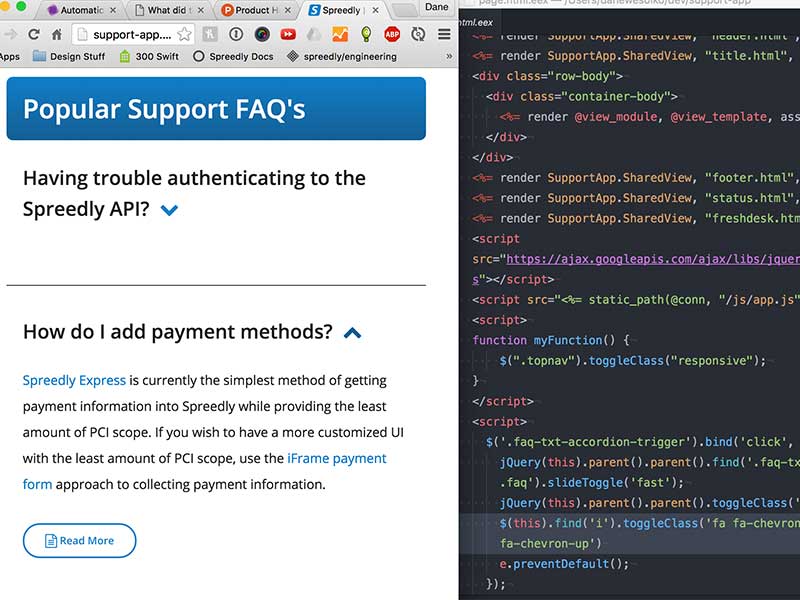 Automatic
What did t
Product H
Spreedly |
Dane
support-app....
Apps
Design Stuff
300 Swift
Spreedly Docs
spreedly/engineering
»
Popular Support FAQ's
Having trouble authenticating to the
Spreedly API?
How do I add payment methods?
Spreedly Express is currently the simplest method of getting
payment information into Spreedly while providing the least
amount of PCI scope. If you wish to have a more customized UI
with the least amount of PCI scope, use the iFrame payment
form approach to collecting payment information.
Read More
page.html.eex — /Users/danewesolko/dev/support-app
html.eex
<%= render SupportApp.SharedView, "header.html",
<%= render SupportApp.SharedView, "title.html",
<div class="row-body">
<div class="container-body">
<%= render @view_module, @view_template, ass
</div>
</div>
<%= render SupportApp.SharedView, "footer.html",
<%= render SupportApp.SharedView, "status.html",
<%= render SupportApp.SharedView, "freshdesk.htm
<script
src="https://ajax.googleapis.com/ajax/libs/jquer
s"></script>
<script src="<%= static_path(@conn, "/js/app.js"
<script>
function myFunction() {
$(".topnav").toggleClass("responsive");
}
</script>
<script>
$('.faq-txt-accordion-trigger').bind('click',
jQuery(this).parent().parent().find('.faq-tx
.faq').slideToggle('fast');
jQuery(this).parent().parent().toggleClass('
$(this).find('i').toggleClass('fa fa-chevron
fa-chevron-up')
e.preventDefault();
});